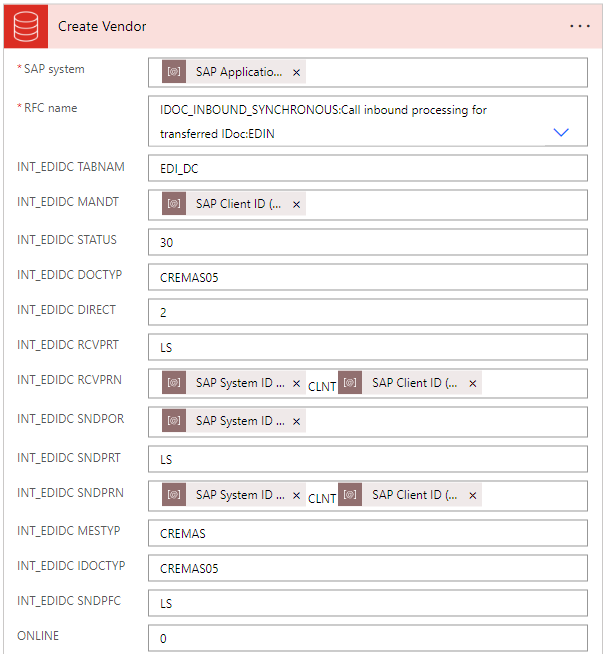 Create Vendor
* SAP system [@] SAP Applicatio... ×
* RFC name IDOC_INBOUND_SYNCHRONOUS:Call inbound processing for
transferred IDoc:EDIN
INT_EDIDC TABNAM EDI_DC
INT_EDIDC MANDT [@] SAP Client ID (... ×
INT_EDIDC STATUS 30
INT_EDIDC DOCTYP CREMAS05
INT_EDIDC DIRECT 2
INT_EDIDC RCVPRT LS
INT_EDIDC RCVPRN [@] SAP System ID ... × CLNT [@] SAP Client ID (... ×
INT_EDIDC SNDPOR [@] SAP System ID ... ×
INT_EDIDC SNDPRT LS
INT_EDIDC SNDPRN [@] SAP System ID ... × CLNT [@] SAP Client ID (... ×
INT_EDIDC MESTYP CREMAS
INT_EDIDC IDOCTYP CREMAS05
INT_EDIDC SNDPFC LS
ONLINE 0